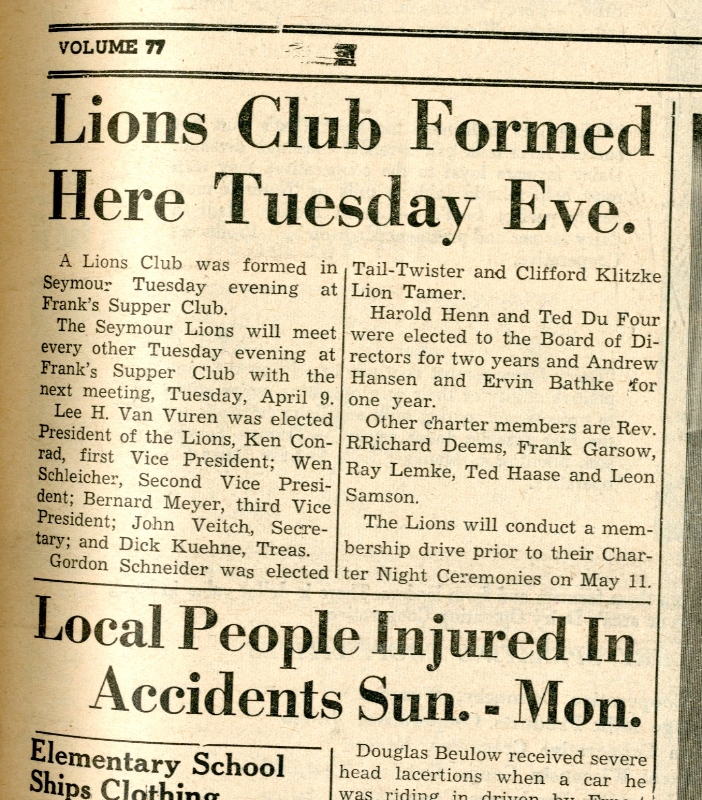 VOLUME 77
Lions Club Formed
Here Tuesday Eve.
A Lions Club was formed in
Seymour Tuesday evening at
Frank's Supper Club.
The Seymour Lions will meet
every other Tuesday evening at
Frank's Supper Club with the
next meeting, Tuesday, April 9.
Lee H. Van Vuren was elected
President of the Lions, Ken Con-
rad, first Vice President; Wen
Schleicher, Second Vice Presi-
dent; Bernard Meyer, third Vice
President; John Veitch, Secre-
tary; and Dick Kuehne, Treas.
Gordon Schneider was elected
Tail-Twister and Clifford Klitzke
Lion Tamer.
Harold Henn and Ted Du Four
were elected to the Board of Di-
rectors for two years and Andrew
Hansen and Ervin Bathke for
one year.
Other charter members are Rev.
RRichard Deems, Frank Garsow,
Ray Lemke, Ted Haase and Leon
Samson.
The Lions will conduct a mem-
bership drive prior to their Char-
ter Night Ceremonies on May 11.
Local People Injured In
Accidents Sun. - Mon.
Elementary School
Ships Clothing
Douglas Beulow received severe
head lacertions when a car he
was riding in driven by